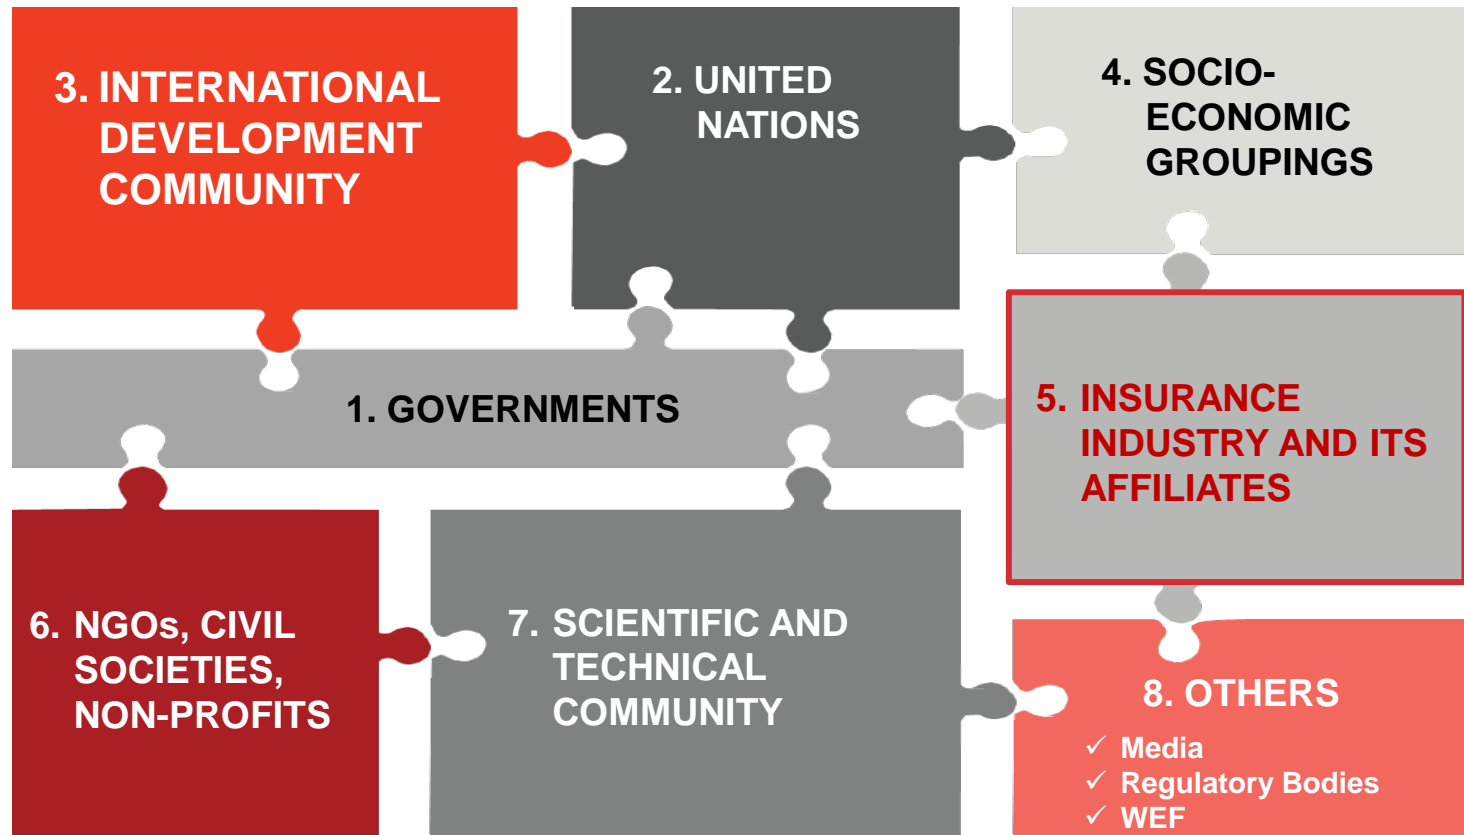 3. INTERNATIONAL
DEVELOPMENT
COMMUNITY
2. UNITED
NATIONS
4. SOCIO-
ECONOMIC
GROUPINGS
1. GOVERNMENTS
5. INSURANCE
INDUSTRY AND ITS
AFFILIATES
6. NGOs, CIVIL
SOCIETIES,
NON-PROFITS
7. SCIENTIFIC AND
TECHNICAL
COMMUNITY
8. OTHERS
✓ Media
✓ Regulatory Bodies
✓ WEF